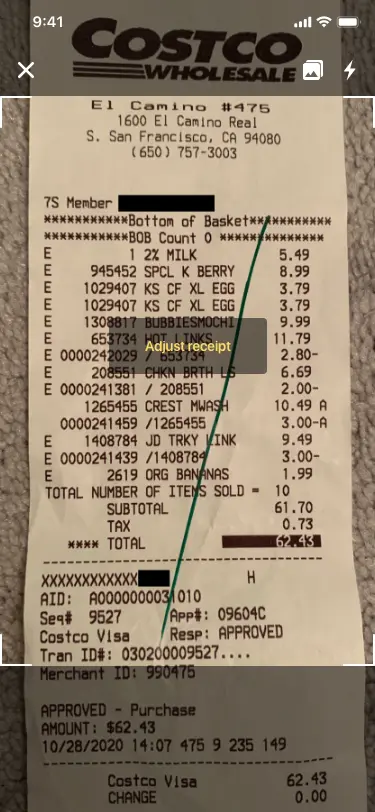 9:41
COSTCO
WHOLESALE
El Camino #475
1600 El Camino Real
S. San Francisco, CA 94080
(650) 757-3003
7S Member
***********Bottom of Basket***********
***********BOB Count 0 ***********
E 1 2% MILK 5.49
E 945452 SPCL K BERRY 8.99
E 1029407 KS CF XL EGG 3.79
E 1029407 KS CF XL EGG 3.79
E 1308817 BUBBIESMOCHI 9.99
E 653734 HOT LINKS 11.79
Adjust receipt
E 0000242029 / 653734 2.80-
E 208551 CHKN BRTH LS 6.69
E 0000241381 / 208551 2.00-
1265455 CREST MWASH 10.49 A
0000241459 /1265455 3.00-A
E 1408784 JD TRKY LINK 9.49
E 0000241439 /1408784 3.00-
E 2619 ORG BANANAS 1.99
TOTAL NUMBER OF ITEMS SOLD = 10
SUBTOTAL 61.70
TAX 0.73
**** TOTAL 62.43
XXXXXXXXXXXX H
AID: A0000000031010
Seq# 9527 App#: 09604C
Costco Visa Resp: APPROVED
Tran ID#: 030200009527....
Merchant ID: 990475
APPROVED - Purchase
AMOUNT: $62.43
10/28/2020 14:07 475 9 235 149
Costco Visa 62.43
CHANGE 0.00